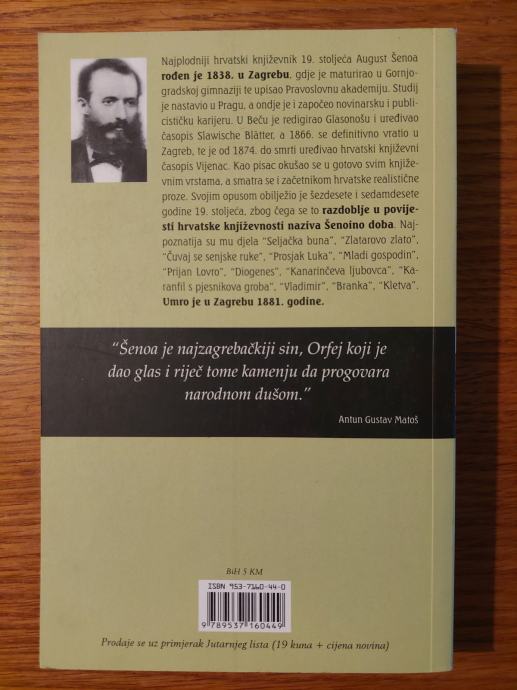 Najplodniji hrvatski književnik 19. stoljeća August Šenoa
rođen je 1838. u Zagrebu, gdje je maturirao u Gornjo-
gradskoj gimnaziji te upisao Pravoslovnu akademiju. Studij
je nastavio u Pragu, a ondje je i započeo novinarsku i publi-
cističku karijeru. U Beču je redigirao Glasonošu i uređivao
časopis Slawische Blätter, a 1866. se definitivno vratio u
Zagreb, te je od 1874. do smrti uređivao hrvatski književni
časopis Vijenac. Kao pisac okušao se u gotovo svim knjiže-
vnim vrstama, a smatra se i začetnikom hrvatske realistične
proze. Svojim opusom obilježio je šezdesete i sedamdesete
godine 19. stoljeća, zbog čega se to razdoblje u povije-
sti hrvatske književnosti naziva Šenoino doba. Naj-
poznatija su mu djela "Seljačka buna", "Zlatarovo zlato",
"Čuvaj se senjske ruke", "Prosjak Luka", "Mladi gospodin",
"Prijan Lovro", "Diogenes", "Kanarinčeva ljubovca", "Ka-
ranfil s pjesnikova groba", "Vladimir", "Branka", "Kletva".
Umro je u Zagrebu 1881. godine.
"Šenoa je najzagrebačkiji sin, Orfej koji je
dao glas i riječ tome kamenju da progovara
narodnom dušom."
Antun Gustav Matoš
BiH 5 KM
ISBN 953-7160-44-0
9 789537 160449
Prodaje se uz primjerak Jutarnjeg lista (19 kuna + cijena novina)